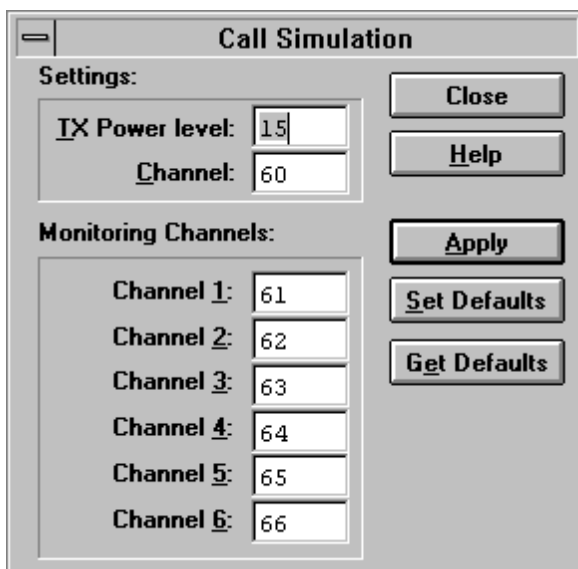 Call Simulation
Settings:
TX Power level: 15
Channel: 60
Close
Help
Monitoring Channels:
Channel 1: 61
Channel 2: 62
Channel 3: 63
Channel 4: 64
Channel 5: 65
Channel 6: 66
Apply
Set Defaults
Get Defaults